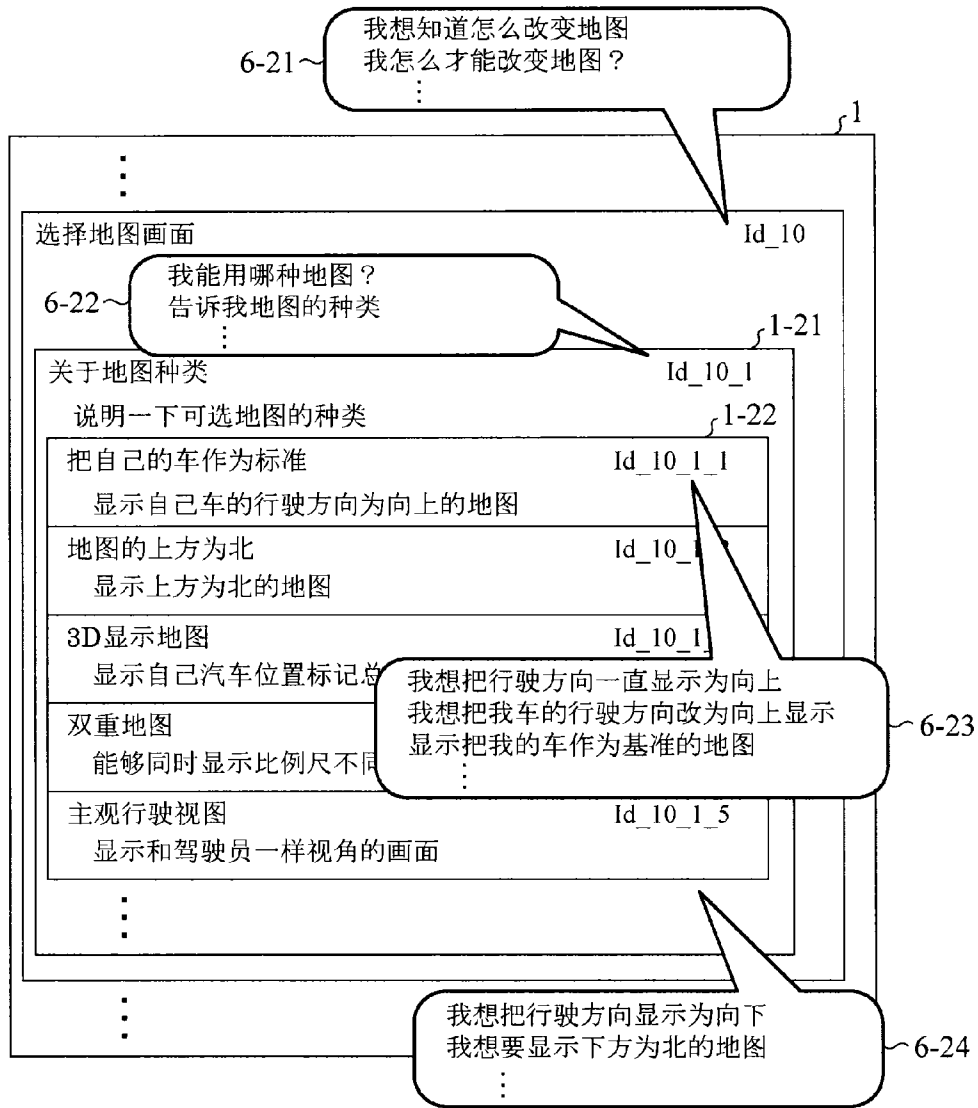 我想知道怎么改变地图
6-21
我怎么才能改变地图？
1
选择地图画面
Id_10
我能用哪种地图？
6-22
告诉我地图的种类
1-21
关于地图种类
Id_10_1
说明一下可选地图的种类
1-22
把自己的车作为标准
Id_10_1_1
显示自己车的行驶方向为向上的地图
地图的上方为北
Id_10_1
显示上方为北的地图
3D显示地图
Id_10_1_
显示自己汽车位置标记总
我想把行驶方向一直显示为向上
双重地图
我想把我车的行驶方向改为向上显示
6-23
能够同时显示比例尺不同
显示把我的车作为基准的地图
主观行驶视图
Id_10_1_5
显示和驾驶员一样视角的画面
我想把行驶方向显示为向下
我想要显示下方为北的地图
6-24